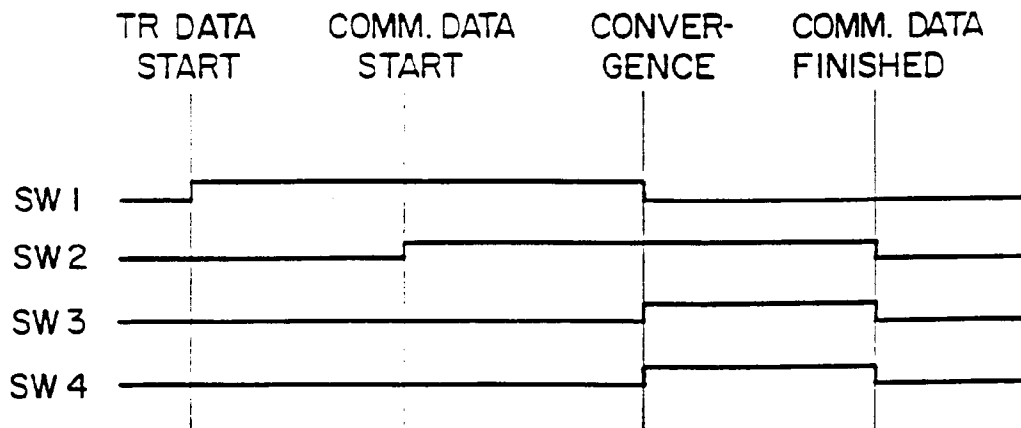 TR DATA START
COMM. DATA START
CONVER-
GENCE
COMM. DATA FINISHED
SW 1
SW 2
SW 3
SW 4